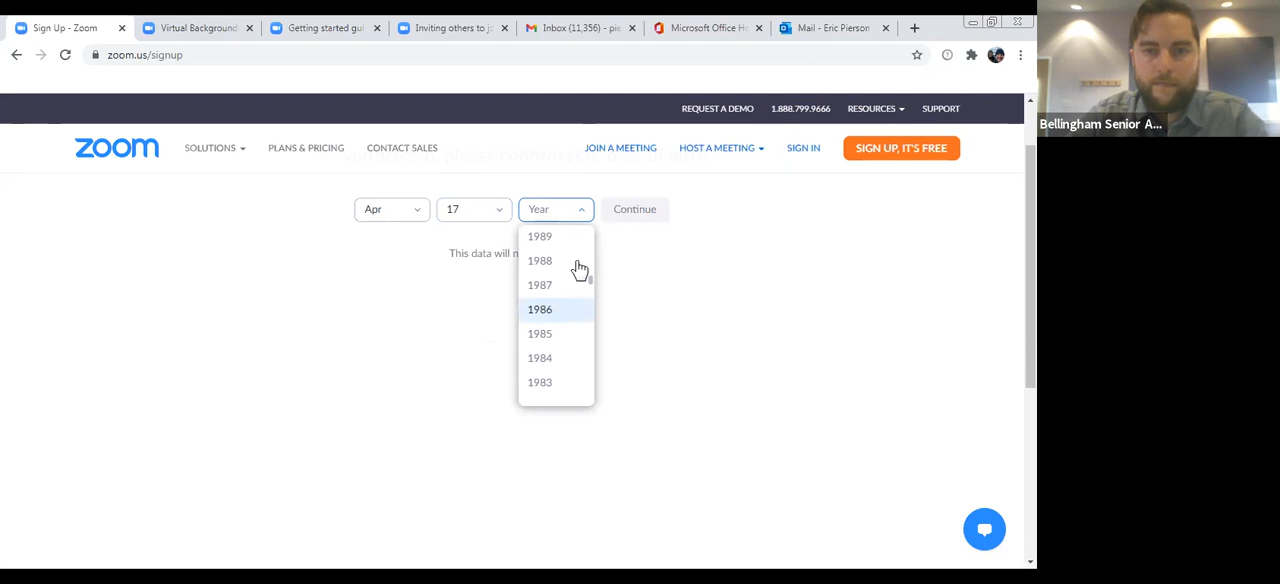 Sign Up - Zoom
Virtual Background
Getting started gui
Inviting others to jo
Inbox (11,356) - pie
Microsoft Office Ho
Mail - Eric Pierson
zoom.us/signup
REQUEST A DEMO
1.888.799.9666
RESOURCES
SUPPORT
zoom
SOLUTIONS
PLANS & PRICING
CONTACT SALES
JOIN A MEETING
HOST A MEETING
SIGN IN
SIGN UP, IT'S FREE
Apr
17
Year
Continue
This data will n
1989
1988
1987
1986
1985
1984
1983
Bellingham Senior A...